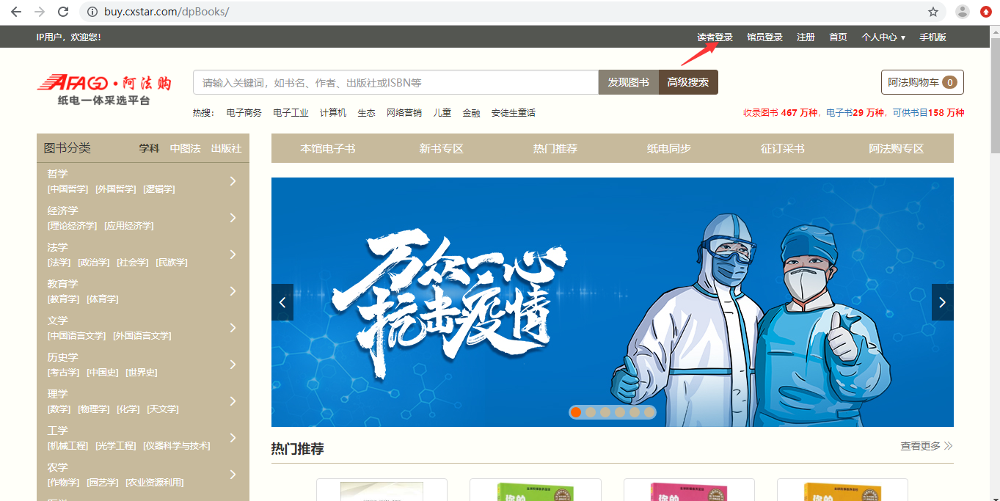 buy.cxstar.com/dpBooks/
IP用户，欢迎您!
读者登录 馆员登录 注册 首页 个人中心 ▼ 手机版
AFAGO·阿法购
纸电一体采选平台
请输入关键词，如书名、作者、出版社或ISBN等
发现图书 高级搜索
阿法购物车 0
热搜： 电子商务 电子工业 计算机 生态 网络营销 儿童 金融 安徒生童话
收录图书 467 万种，电子书29 万种，可供书目158 万种
图书分类 学科 中图法 出版社
本馆电子书 新书专区 热门推荐 纸电同步 征订采书 阿法购专区
哲学
[中国哲学] [外国哲学] [逻辑学]
经济学
[理论经济学] [应用经济学]
法学
[法学] [政治学] [社会学] [民族学]
教育学
[教育学] [体育学]
文学
[中国语言文学] [外国语言文学]
历史学
[考古学] [中国史] [世界史]
理学
[数学] [物理学] [化学] [天文学]
工学
[机械工程] [光学工程] [仪器科学与技术]
农学
[作物学] [园艺学] [农业资源利用]
万众一心
抗击疫情
热门推荐
查看更多